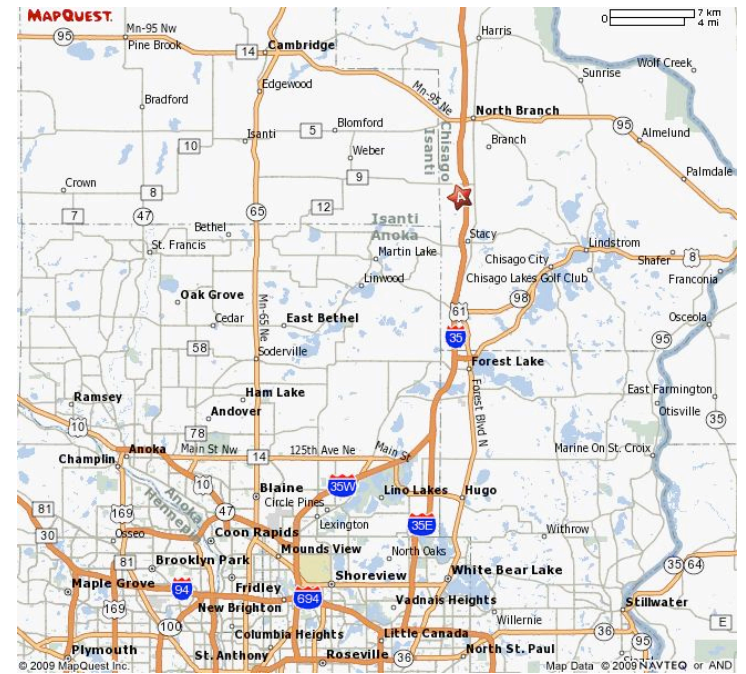 MAPQUEST.
0 7 km
4 mi
95
Mn-95 Nw
Pine Brook
14
Cambridge
Harris
Wolf Creek
Sunrise
Edgewood
Bradford
Mn-95 Ne
North Branch
95
Almelund
Isanti
5
Blomford
Chisago
Isanti
Branch
10
Weber
Palmdale
Crown
8
9
A
7
47
65
12
Isanti
Anoka
Bethel
St. Francis
Stacy
Lindstrom
Martin Lake
Chisago City
Shafer
8
Linwood
Chisago Lakes Golf Club
Franconia
Oak Grove
Mn-65 Ne
98
Cedar
East Bethel
61
Osceola
58
35
95
Soderville
Forest Lake
Ramsey
Ham Lake
Forest Blvd N
East Farmington
Otisville
Andover
35
10
78
Anoka
Main St Nw
14
125th Ave Ne
Main St
Marine On St. Croix
Champlin
10
Blaine
35W
Lino Lakes
Hugo
Anoka
Hennepin
Circle Pines
81
169
47
Lexington
35E
30
Osseo
Coon Rapids
Withrow
Mounds View
North Oaks
81
Brooklyn Park
35
64
Maple Grove
94
Fridley
Shoreview
White Bear Lake
694
Stillwater
169
New Brighton
Vadnais Heights
Willernie
E
100
Columbia Heights
Little Canada
36
95
Plymouth
St. Anthony
Roseville
36
North St. Paul
© 2009 MapQuest Inc.
Map Data © 2009 NAVTEQ or AND